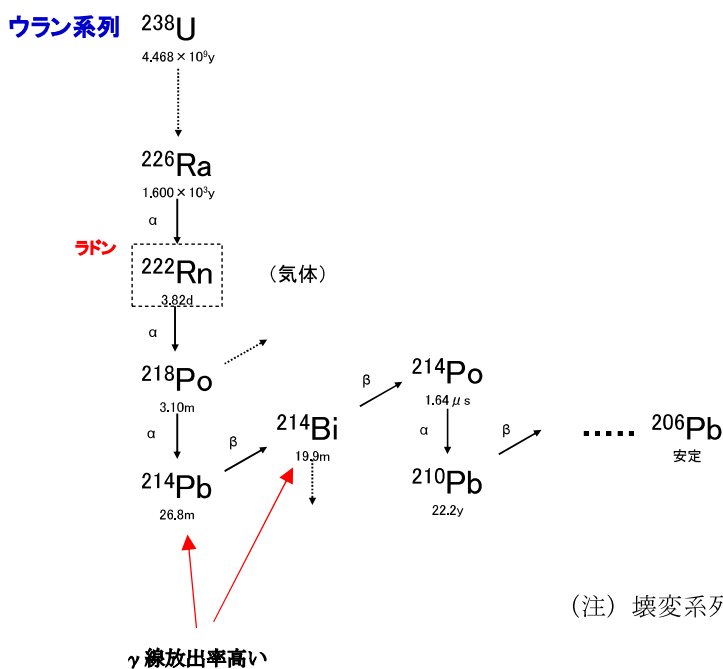 ウラン系列
²³⁸U
4.468×10⁹y
²²⁶Ra
1.600×10³y
α
ラドン
²²²Rn
3.82d
（気体）
α
²¹⁸Po
3.10m
α
²¹⁴Pb
26.8m
β
²¹⁴Bi
19.9m
β
²¹⁴Po
1.64μs
α
²¹⁰Pb
22.2y
β
.....
²⁰⁶Pb
安定
γ線放出率高い
（注）壊変系列